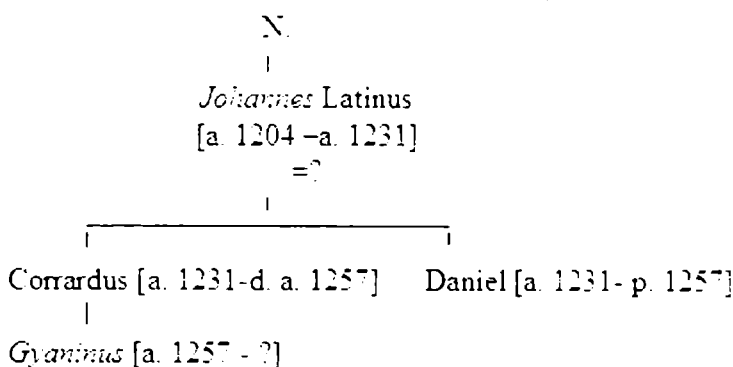 N.
Johannes Latinus
[a. 1204 –a. 1231]
=?
Corrardus [a. 1231-d. a. 1257] Daniel [a. 1231- p. 1257]
Gyaninus [a. 1257 - ?]